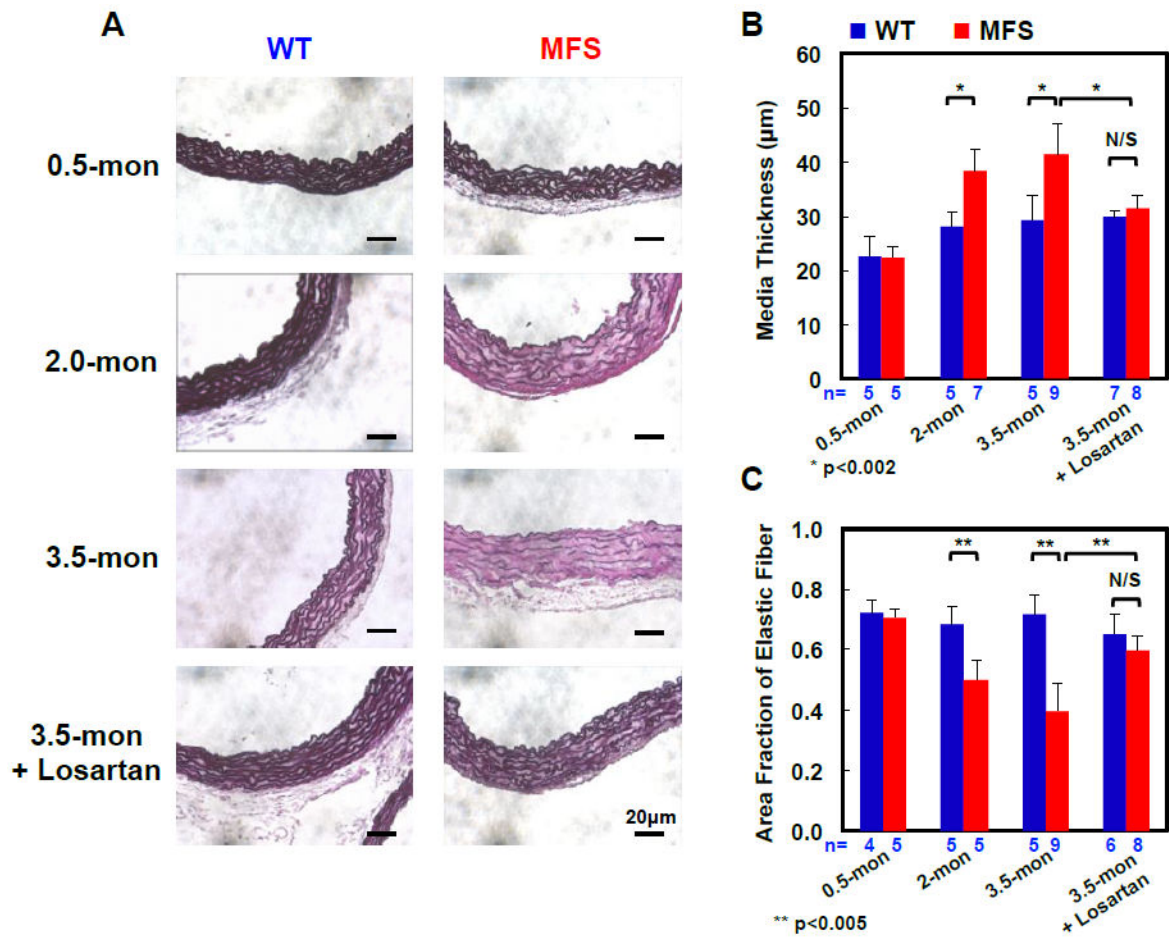 A
WT
MFS
0.5-mon
2.0-mon
3.5-mon
3.5-mon
+ Losartan
20µm
B
WT
MFS
Media Thickness (µm)
60
50
40
30
20
10
0
*
*
*
N/S
n= 5 5 5 7 5 9 7 8
0.5-mon
2-mon
3.5-mon
3.5-mon
+ Losartan
* p<0.002
C
Area Fraction of Elastic Fiber
1.0
0.8
0.6
0.4
0.2
0.0
**
**
**
N/S
n= 4 5 5 5 5 9 6 8
0.5-mon
2-mon
3.5-mon
3.5-mon
+ Losartan
** p<0.005